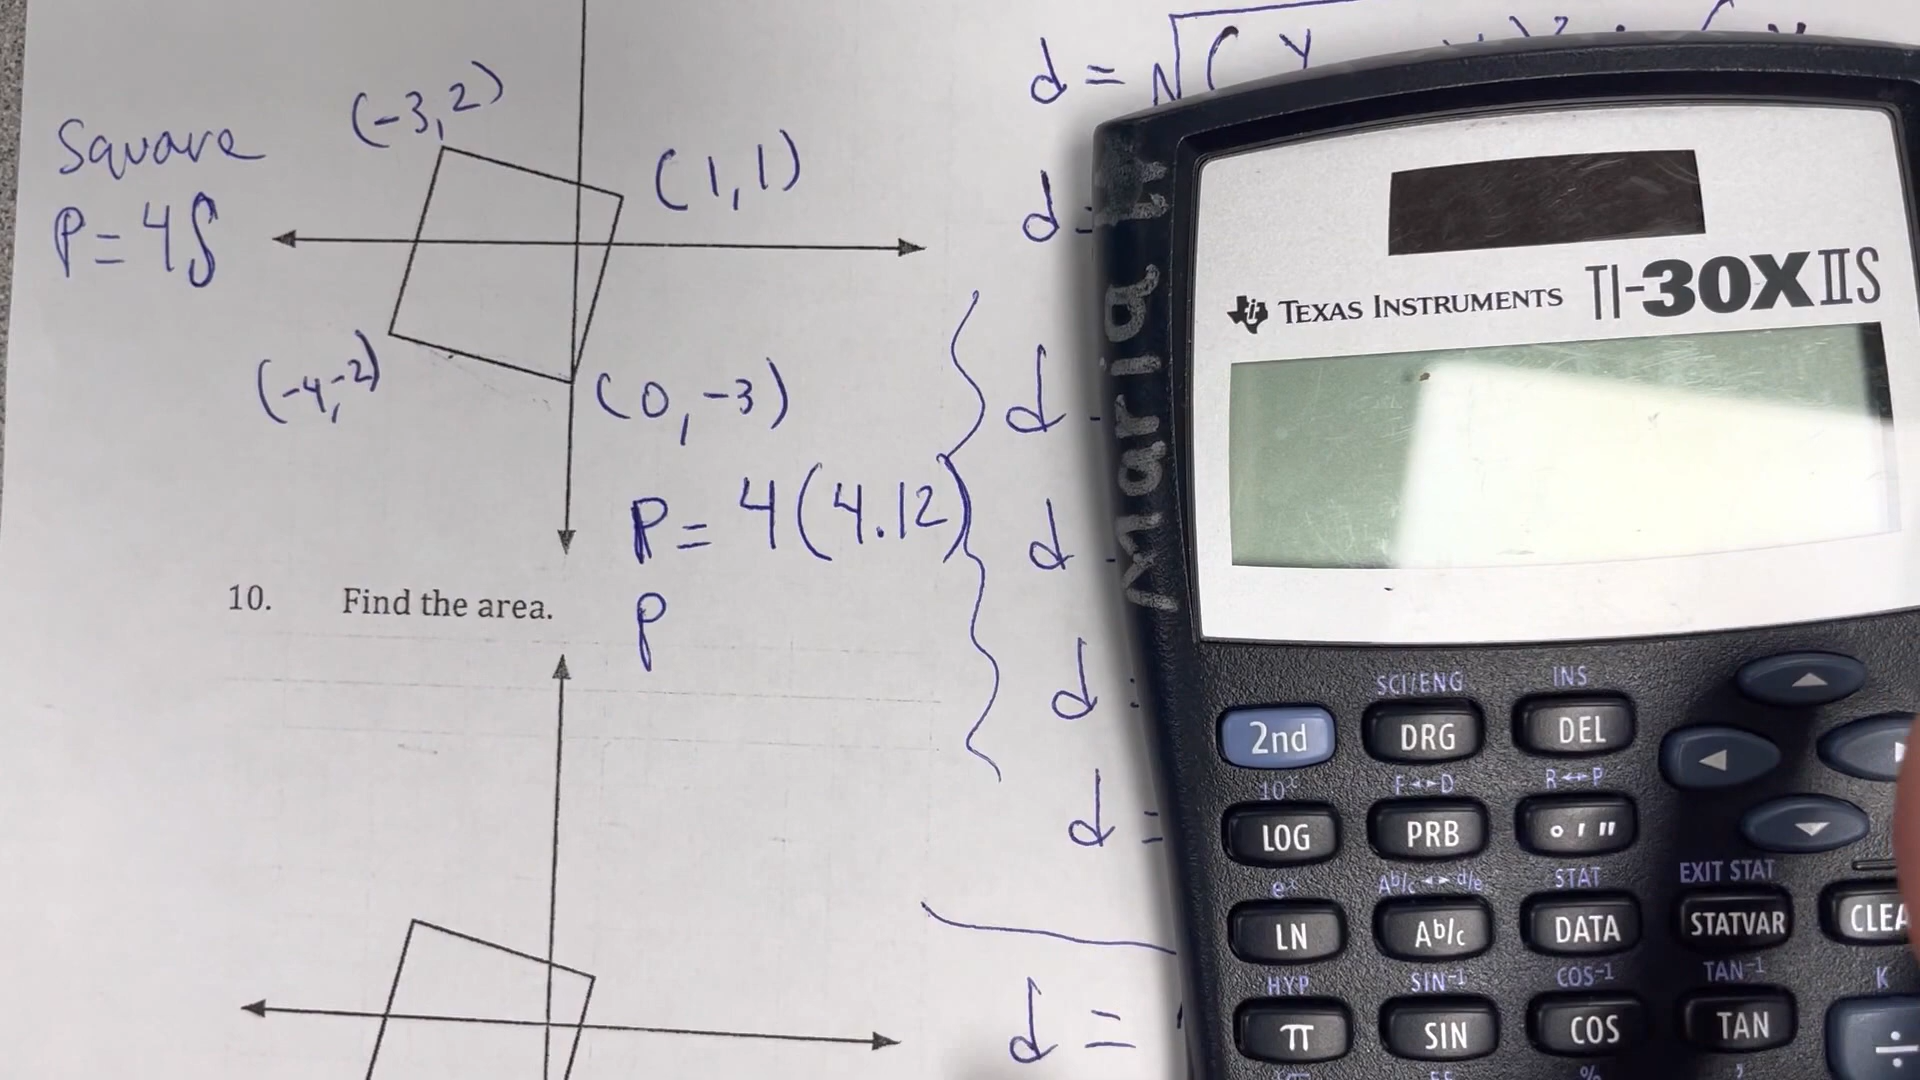 Square
P = 4S
(-3,2)
(1,1)
(-4,-2)
(0,-3)
P = 4(4.12)
P
10. Find the area.
d = √(
d =
d
d
d
d =
d =
Maria
TEXAS INSTRUMENTS TI-30X IIS
SCI/ENG INS
2nd DRG DEL
10ˣ F◄►D R◄►P
LOG PRB ° ' "
eˣ Ab/c ◄► d/e STAT EXIT STAT
LN Ab/c DATA STATVAR
HYP SIN-1 COS-1 TAN-1 K
π SIN COS TAN ÷